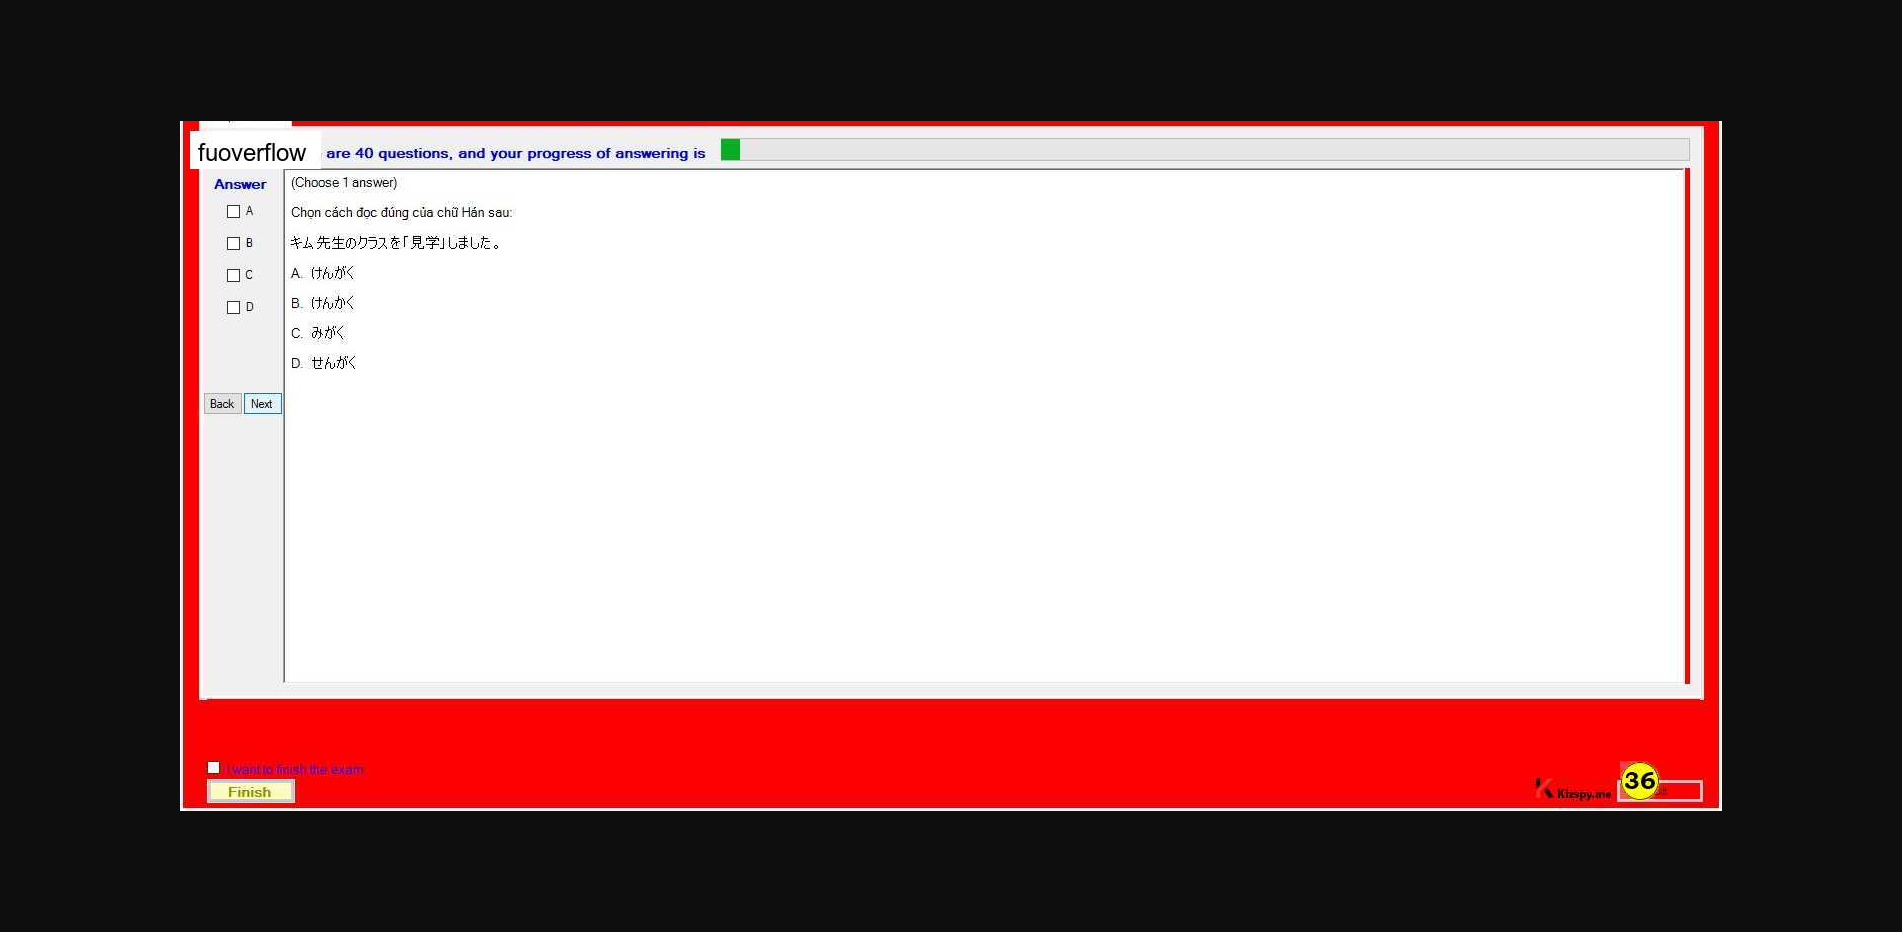 fuoverflow are 40 questions, and your progress of answering is
Answer
(Choose 1 answer)
A
Chọn cách đọc đúng của chữ Hán sau:
B
キム先生のクラスを「見学」しました。
C
A. けんがく
D
B. けんかく
C. みがく
D. せんがく
Back Next
I want to finish the exam
Finish
Kizspy.me
36